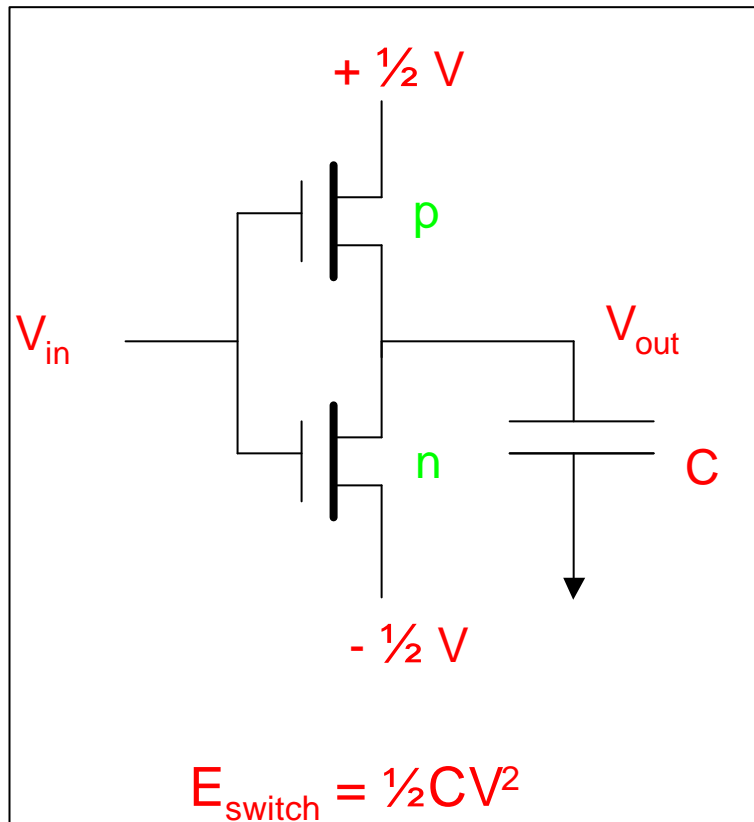 + ½ V
p
V_in
V_out
n
C
- ½ V
E_switch = ½CV²